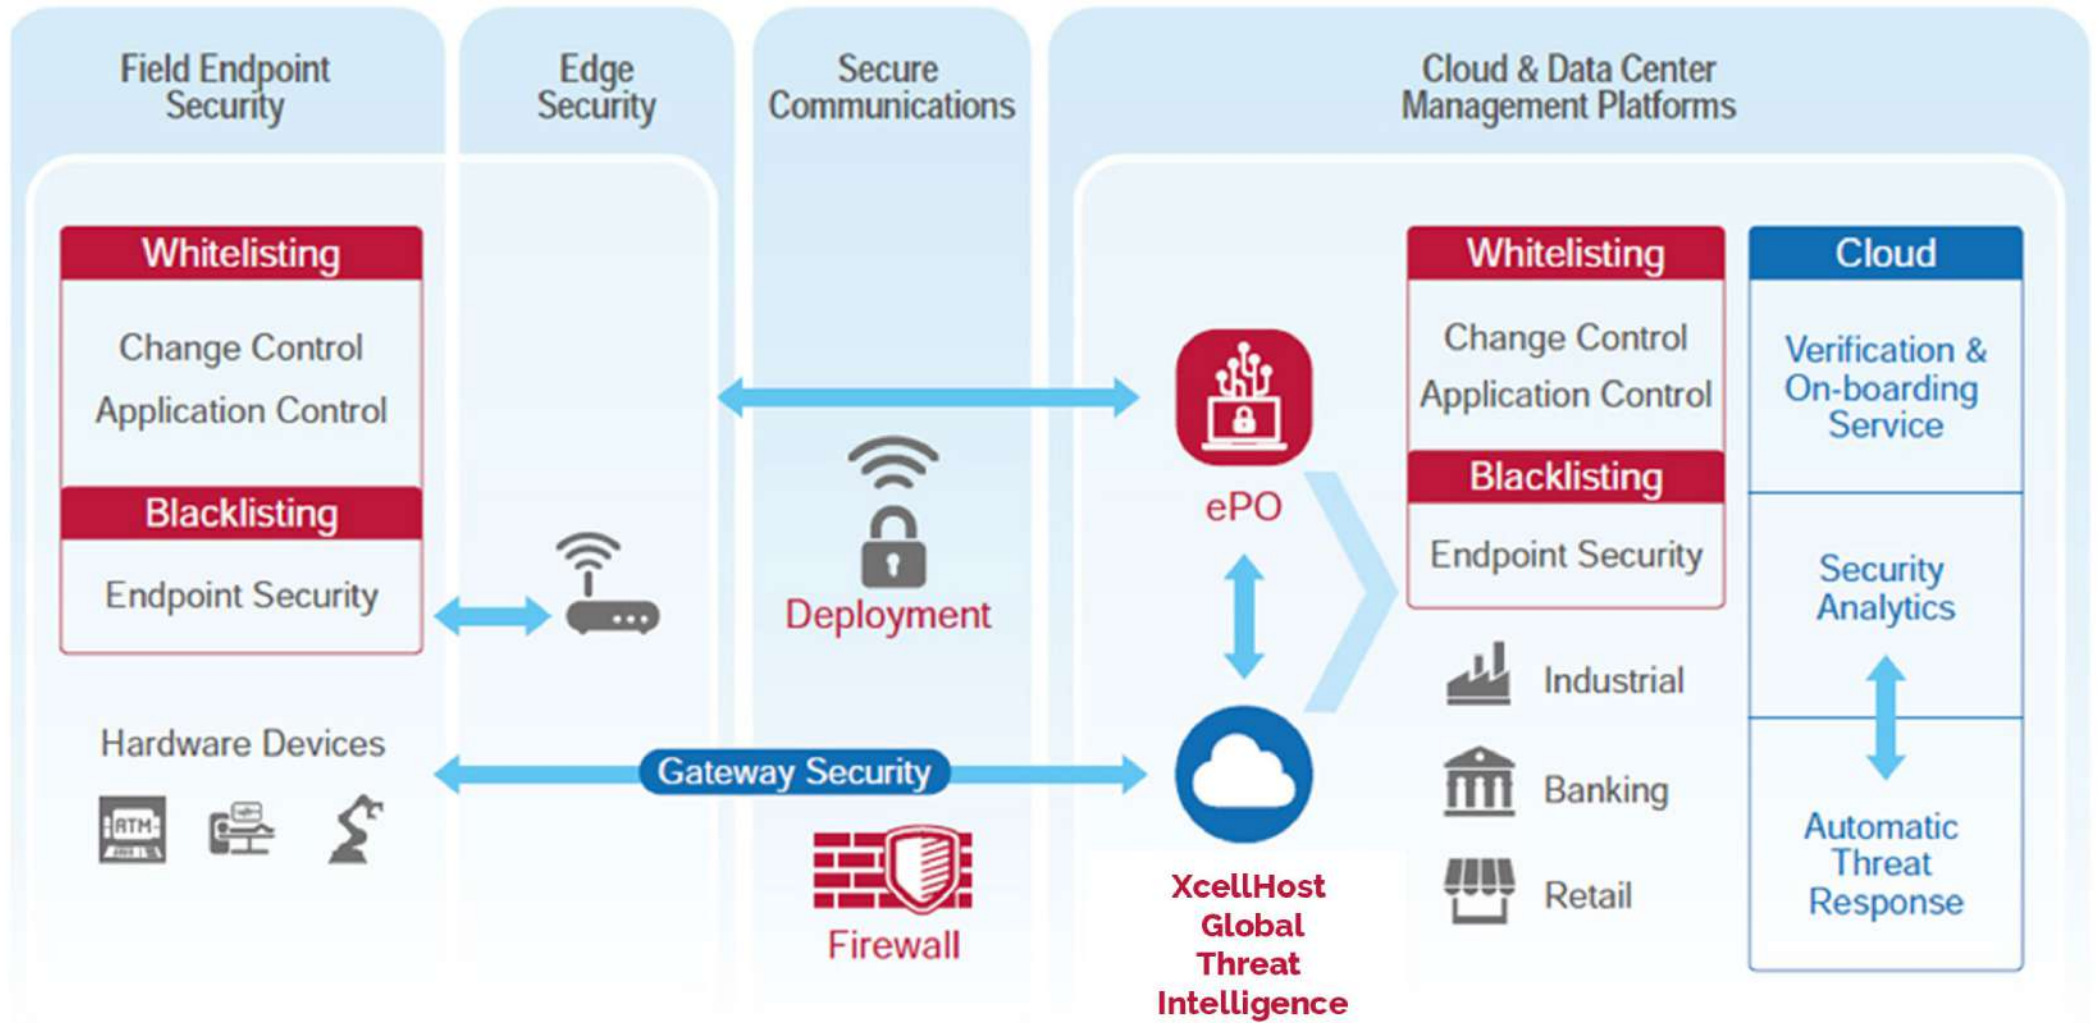 Field Endpoint
Security
Edge
Security
Secure
Communications
Cloud & Data Center
Management Platforms
Whitelisting
Change Control
Application Control
Blacklisting
Endpoint Security
Hardware Devices
ATM
Deployment
Gateway Security
Firewall
ePO
XcellHost
Global
Threat
Intelligence
Whitelisting
Change Control
Application Control
Blacklisting
Endpoint Security
Industrial
Banking
Retail
Cloud
Verification &
On-boarding
Service
Security
Analytics
Automatic
Threat
Response